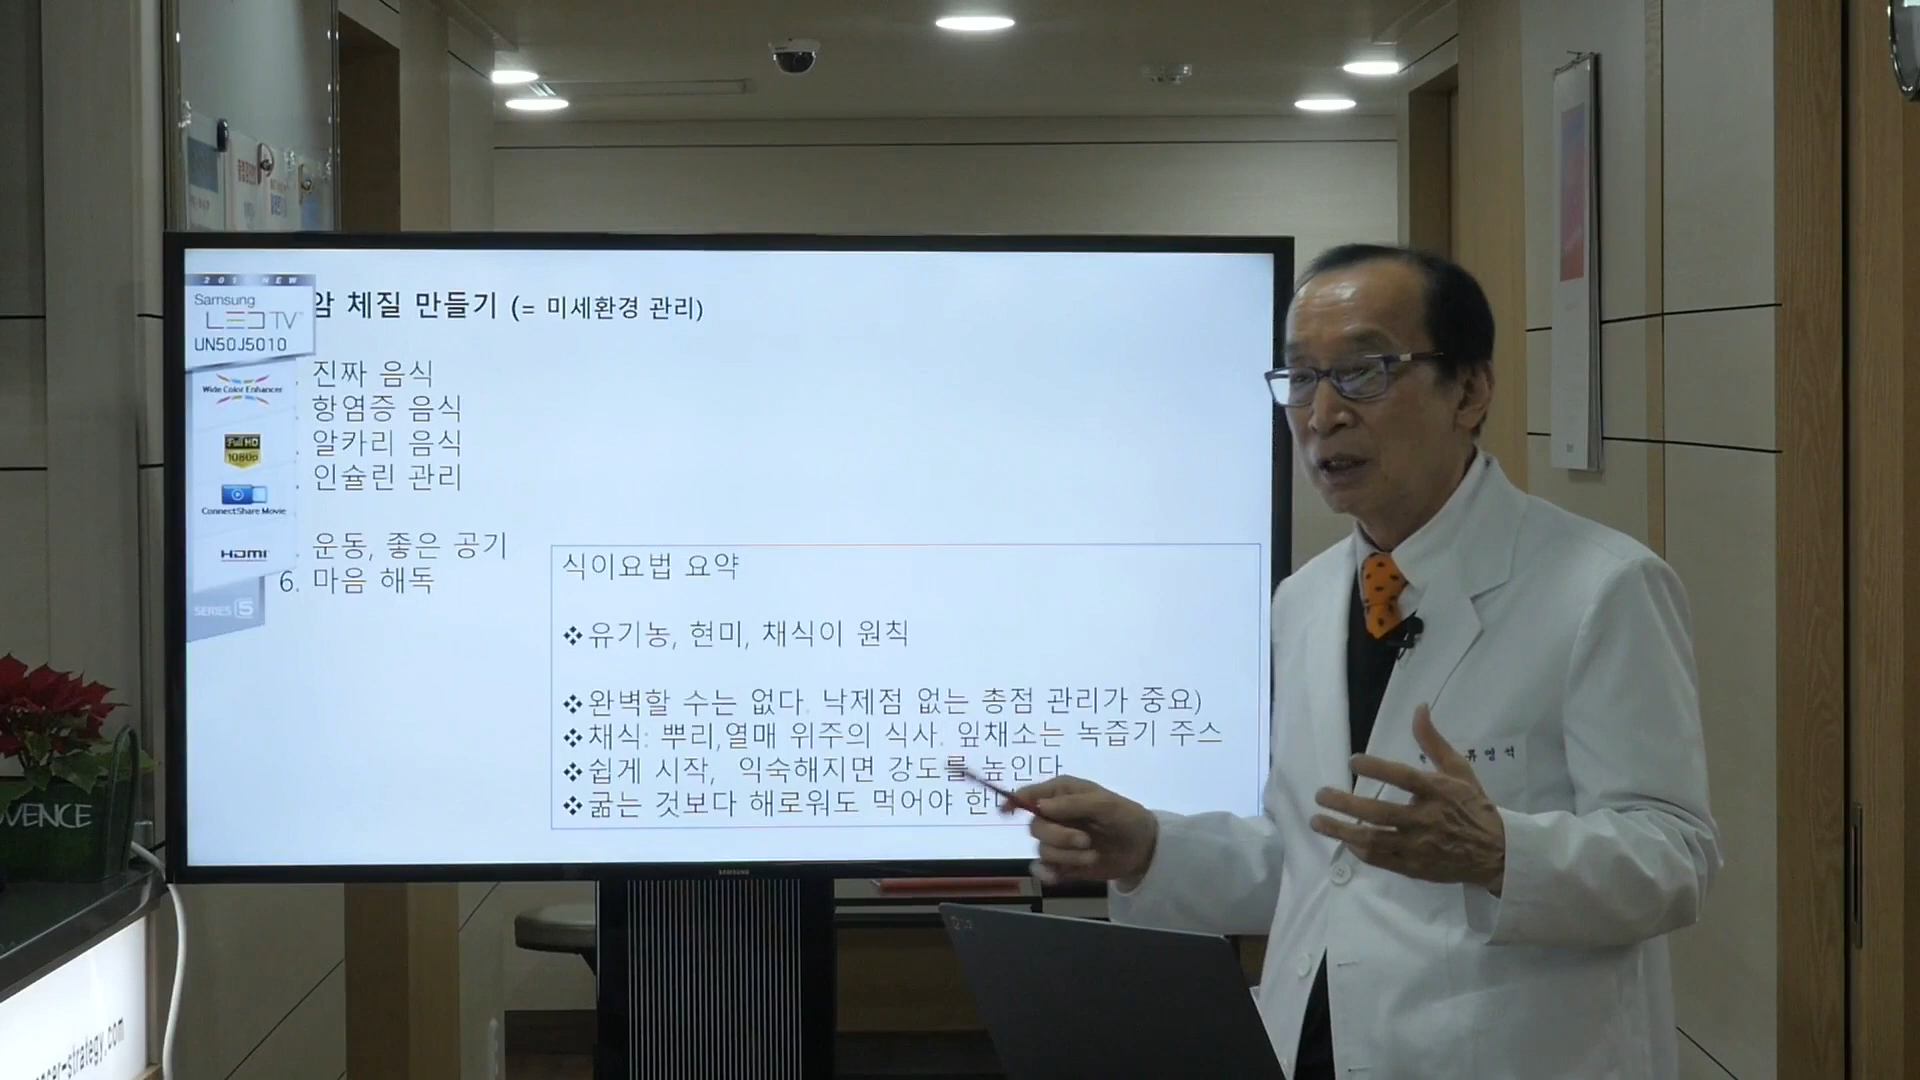 Samsung
LED TV
UN50J5010
Wide Color Enhancer
Full HD
1080p
ConnectShare Movie
HDMI
SERIES 5
암 체질 만들기 (= 미세환경 관리)
진짜 음식
항염증 음식
알카리 음식
인슐린 관리
운동, 좋은 공기
6. 마음 해독
식이요법 요약
❖유기농, 현미, 채식이 원칙
❖완벽할 수는 없다. 낙제점 없는 총점 관리가 중요)
❖채식: 뿌리,열매 위주의 식사. 잎채소는 녹즙기 주스
❖쉽게 시작, 익숙해지면 강도를 높인다
❖굶는 것보다 해로워도 먹어야 한다
SAMSUNG
류영석
OVENCE
ncer-strategy.com